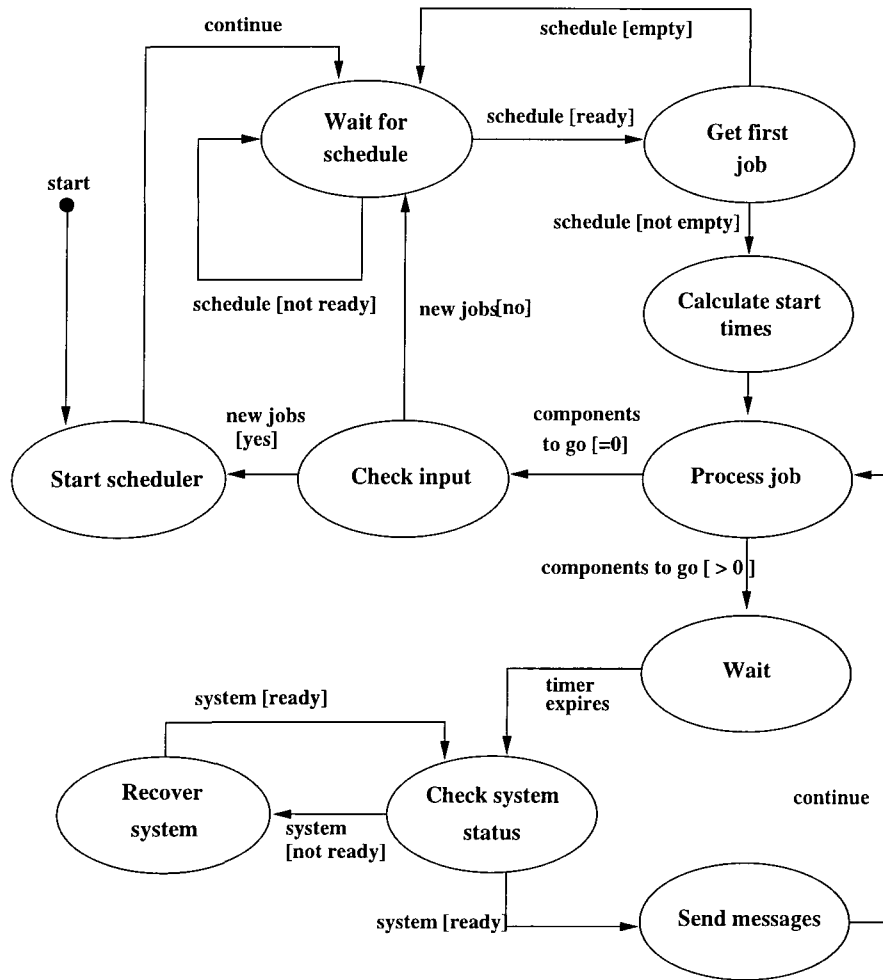 continue
schedule [empty]
Wait for
schedule
schedule [ready]
Get first
job
start
schedule [not empty]
schedule [not ready]
new jobs[no]
Calculate start
times
new jobs
[yes]
components
to go [=0]
Start scheduler
Check input
Process job
components to go [ > 0 ]
Wait
timer
expires
system [ready]
Recover
system
Check system
status
continue
system
[not ready]
system [ready]
Send messages